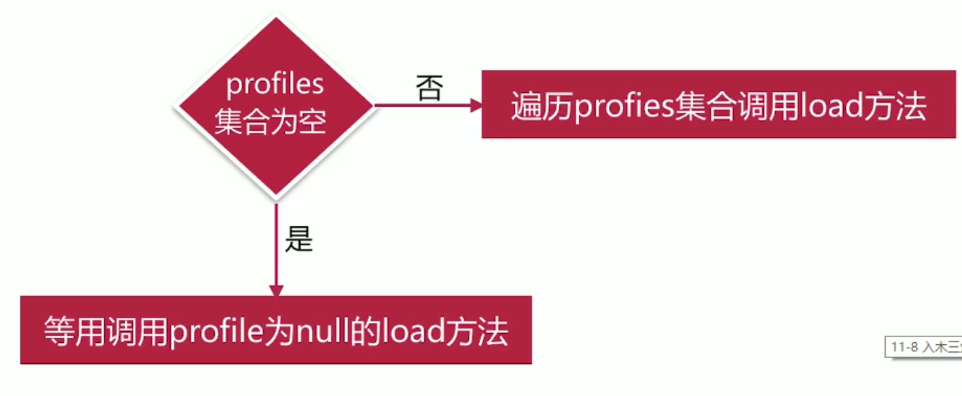 profiles
集合为空
否
遍历profies集合调用load方法
是
等用调用profile为null的load方法
11-8 入木三